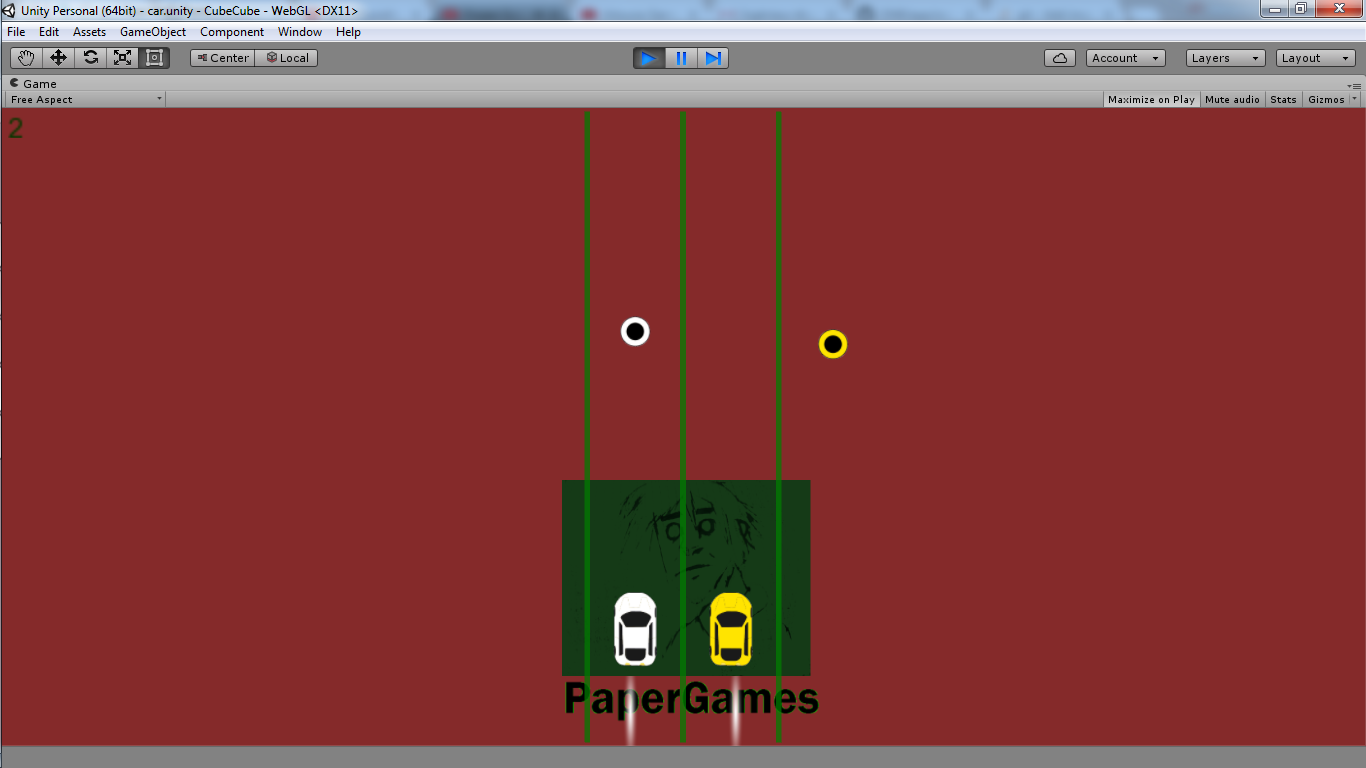 Unity Personal (64bit) - car.unity - CubeCube - WebGL <DX11>
File Edit Assets GameObject Component Window Help
Center Local Account Layers Layout
Game
Free Aspect Maximize on Play Mute audio Stats Gizmos
2
PaperGames